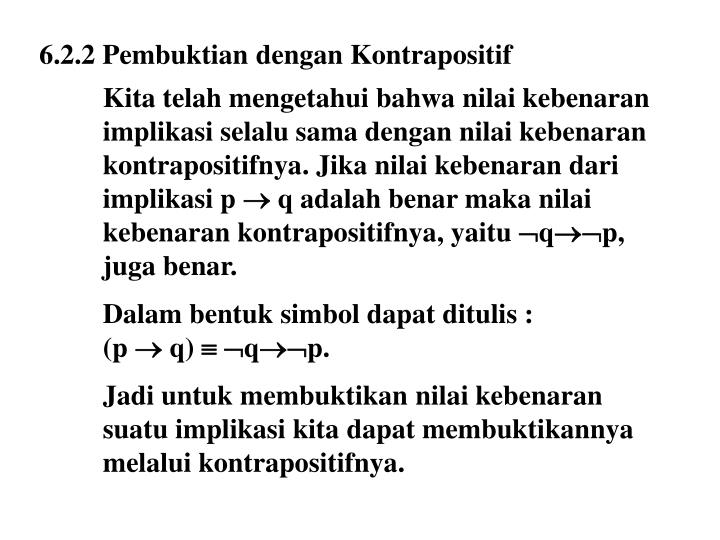 6.2.2 Pembuktian dengan Kontrapositif
Kita telah mengetahui bahwa nilai kebenaran
implikasi selalu sama dengan nilai kebenaran
kontrapositifnya. Jika nilai kebenaran dari
implikasi p → q adalah benar maka nilai
kebenaran kontrapositifnya, yaitu ¬q→¬p,
juga benar.
Dalam bentuk simbol dapat ditulis :
(p → q) ≡ ¬q→¬p.
Jadi untuk membuktikan nilai kebenaran
suatu implikasi kita dapat membuktikannya
melalui kontrapositifnya.